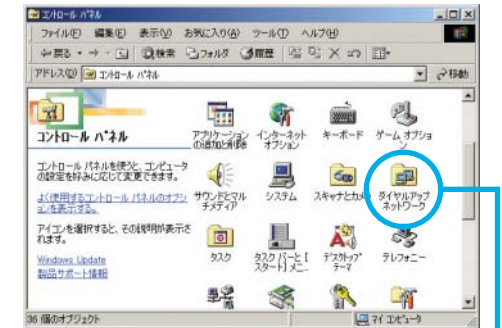 コントロール パネル
ファイル(F) 編集(E) 表示(V) お気に入り(A) ツール(T) ヘルプ(H)
戻る 検索 フォルダ 履歴
アドレス(D) コントロール パネル 移動
コントロール パネル
コントロール パネルを使うと、コンピュータ
の設定を好みに応じて変更できます。
よく使用するコントロール パネルのオプシ
ョンを表示する。
アイコンを選択すると、その説明が表示さ
れます。
Windows Update
製品サポート情報
アプリケーション
の追加と削除
インターネット
オプション
キーボード
ゲーム オプショ
ン
サウンドとマル
チメディア
システム
スキャナとカメラ
ダイヤルアップ
ネットワーク
タスク
タスク バーと [
スタート] メニ...
デスクトップ
テーマ
テレフォニー
36 個のオブジェクト
マイ コンピュータ